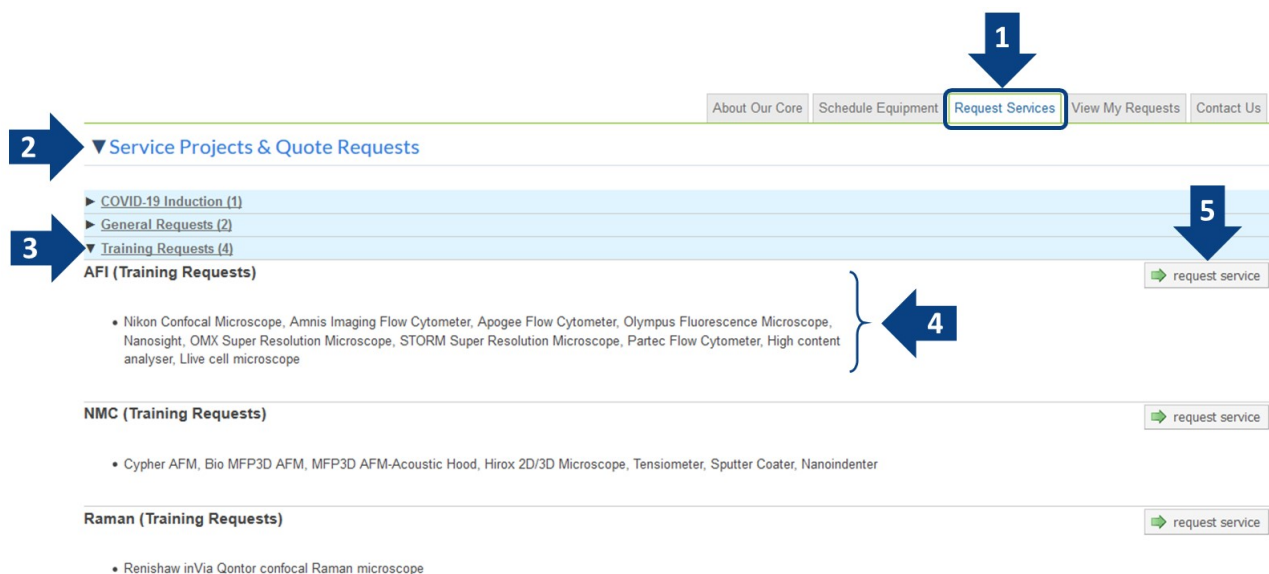 1
About Our Core Schedule Equipment Request Services View My Requests Contact Us
2
▼Service Projects & Quote Requests
► COVID-19 Induction (1)
5
► General Requests (2)
3
▼ Training Requests (4)
AFI (Training Requests)
request service
• Nikon Confocal Microscope, Amnis Imaging Flow Cytometer, Apogee Flow Cytometer, Olympus Fluorescence Microscope,
Nanosight, OMX Super Resolution Microscope, STORM Super Resolution Microscope, Partec Flow Cytometer, High content
analyser, Llive cell microscope
4
NMC (Training Requests)
request service
• Cypher AFM, Bio MFP3D AFM, MFP3D AFM-Acoustic Hood, Hirox 2D/3D Microscope, Tensiometer, Sputter Coater, Nanoindenter
Raman (Training Requests)
request service
• Renishaw inVia Qontor confocal Raman microscope